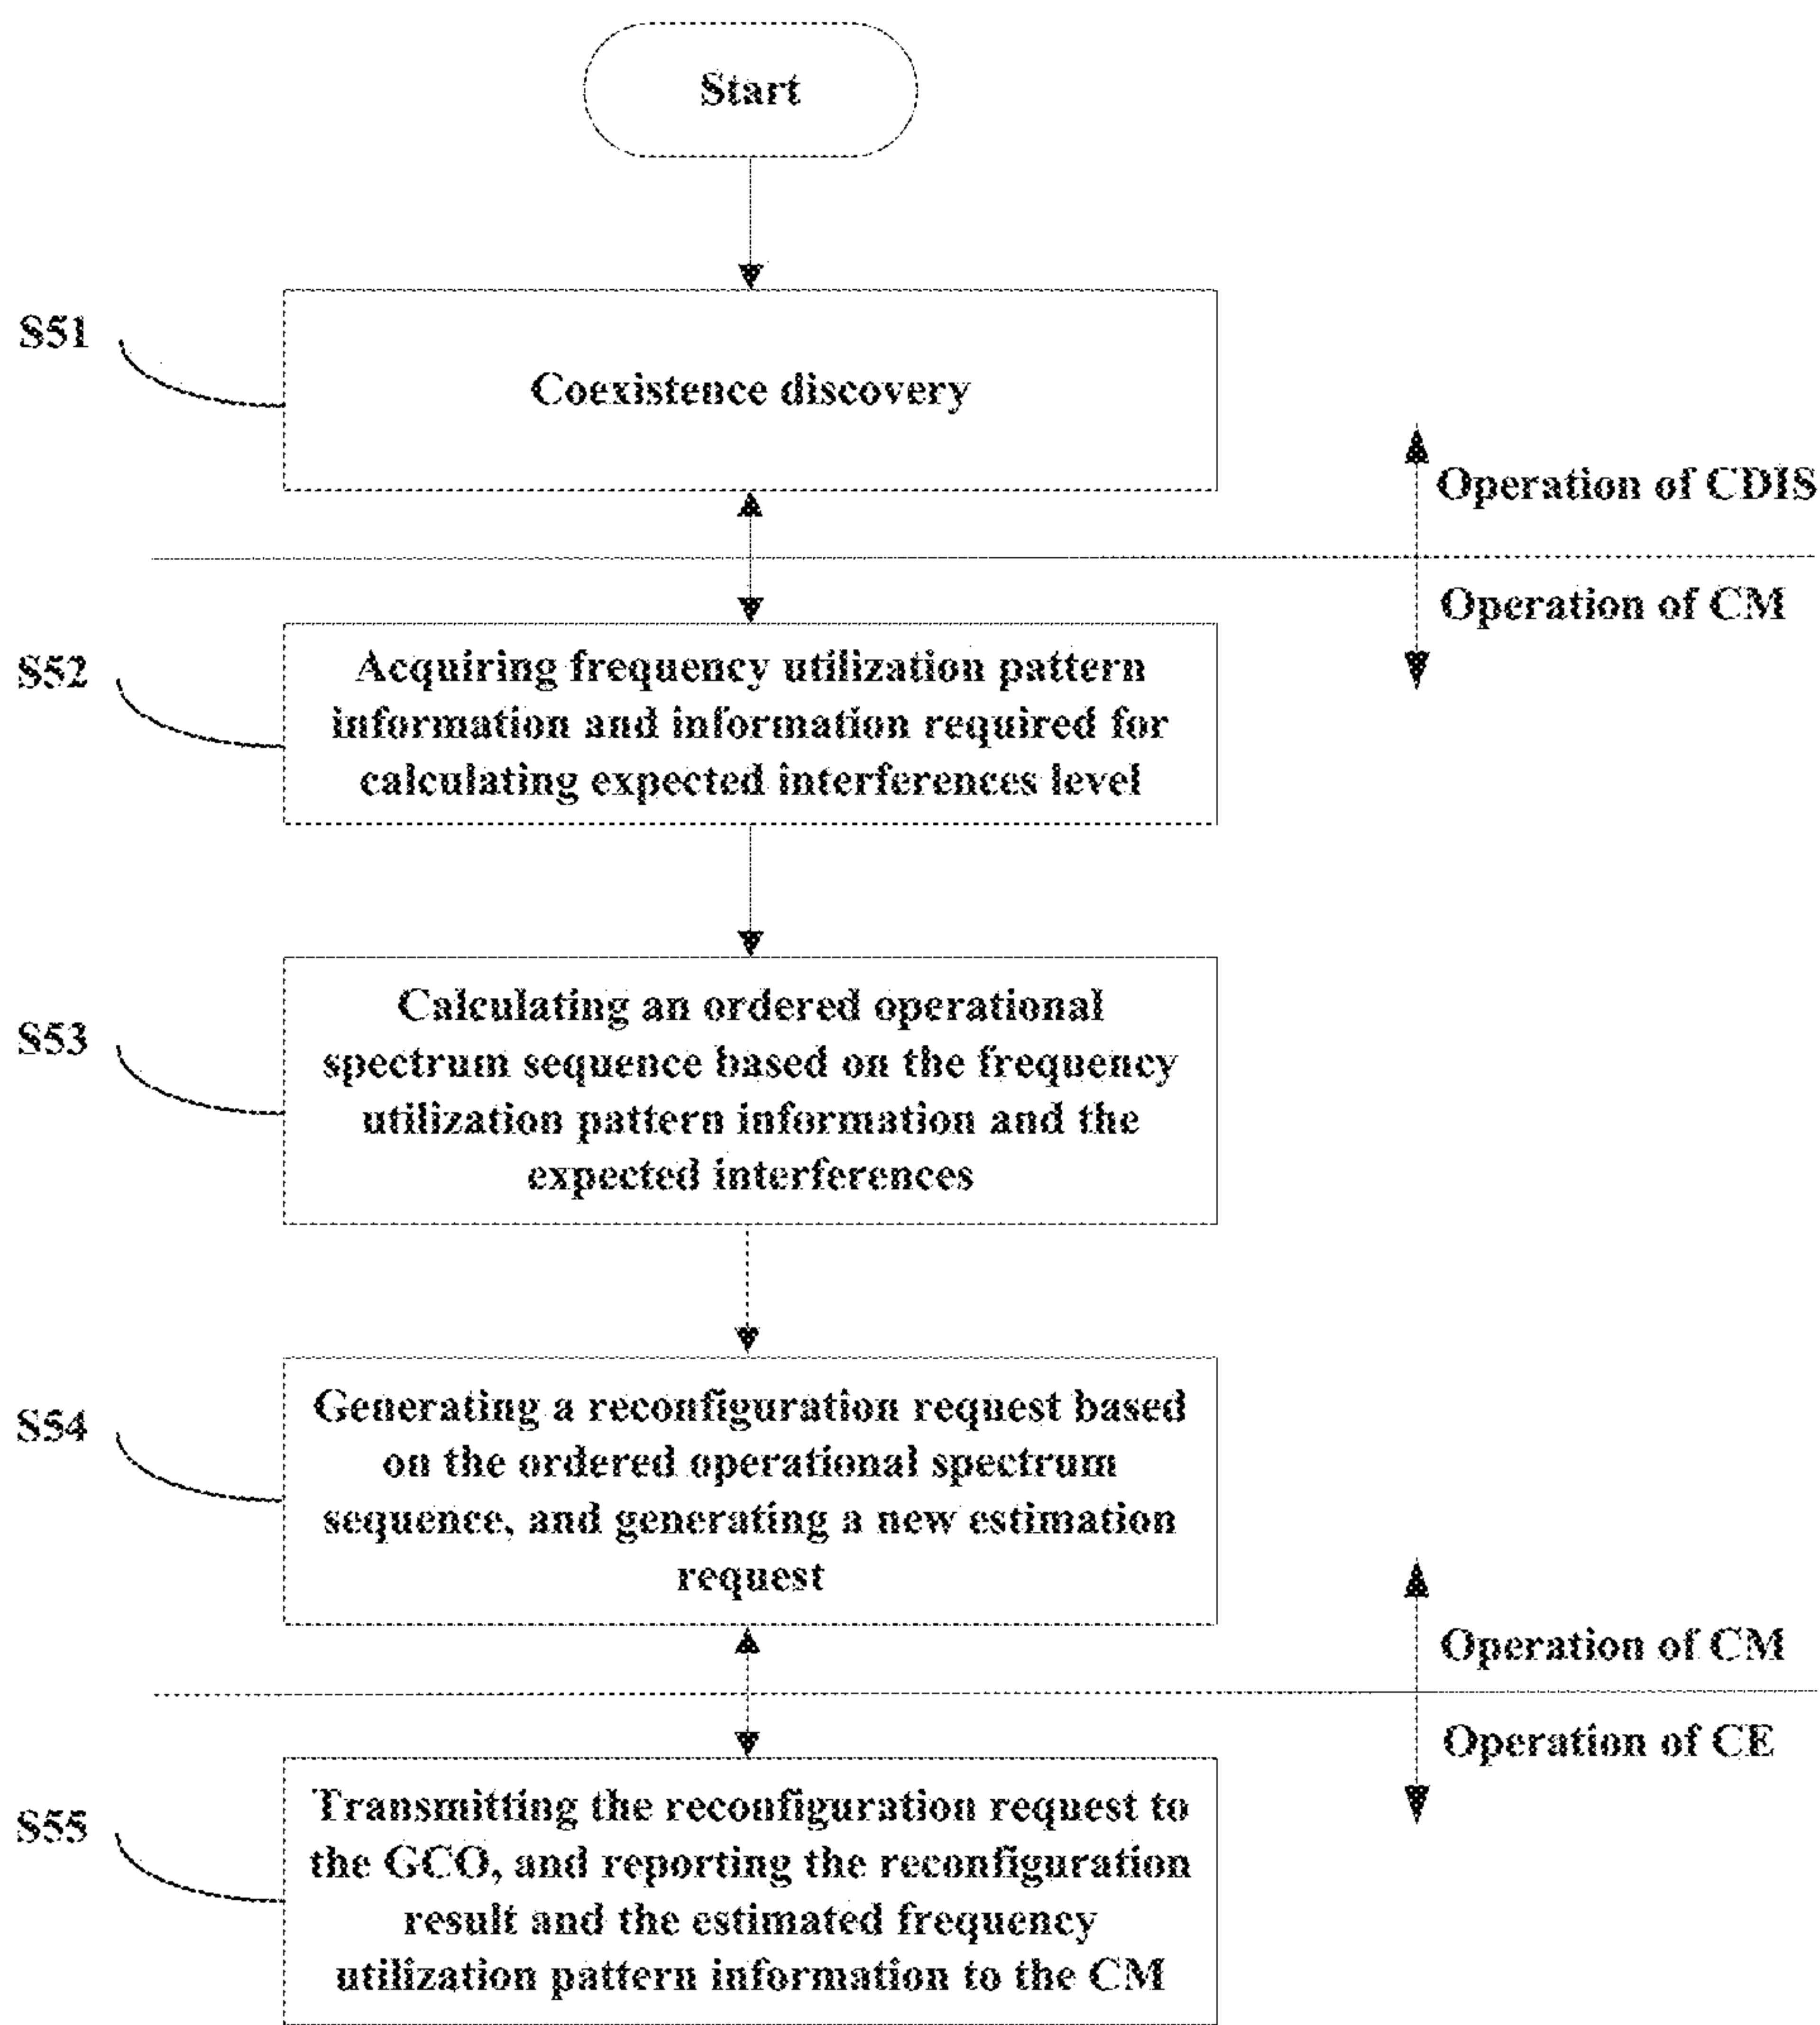 Start
S51
Coexistence discovery
Operation of CDIS
Operation of CM
S52
Acquiring frequency utilization pattern
information and information required for
calculating expected interferences level
S53
Calculating an ordered operational
spectrum sequence based on the frequency
utilization pattern information and the
expected interferences
S54
Generating a reconfiguration request based
on the ordered operational spectrum
sequence, and generating a new estimation
request
Operation of CM
Operation of CE
S55
Transmitting the reconfiguration request to
the GCO, and reporting the reconfiguration
result and the estimated frequency
utilization pattern information to the CM